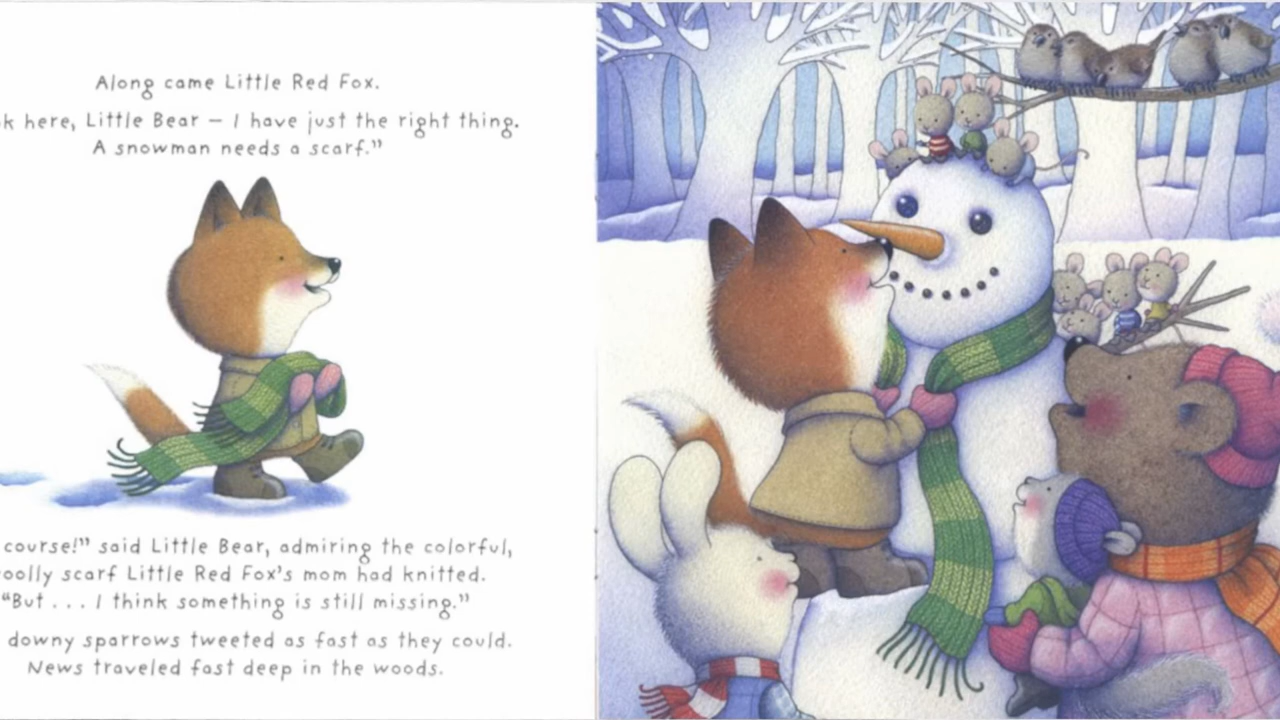 Along came Little Red Fox.
here, Little Bear – I have just the right thing.
A snowman needs a scarf.”
course!” said Little Bear, admiring the colorful,
scarf Little Red Fox’s mom had knitted.
“But . . . I think something is still missing.”
downy sparrows tweeted as fast as they could.
News traveled fast deep in the woods.